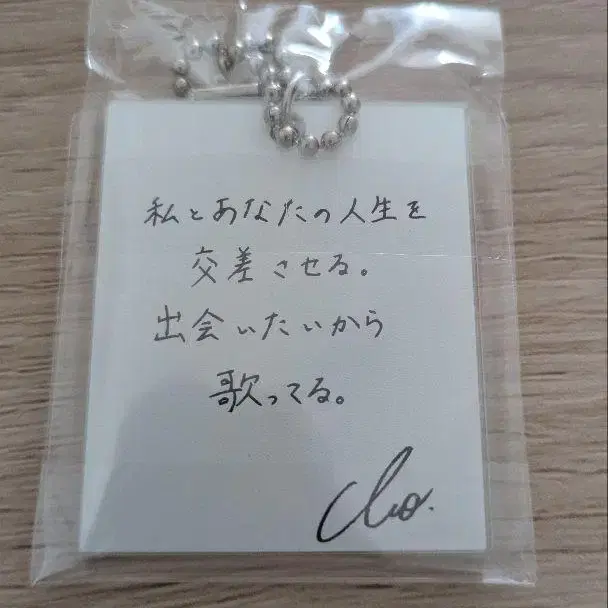 私とあなたの人生を
交差させる。
出会いたいから
歌ってる。